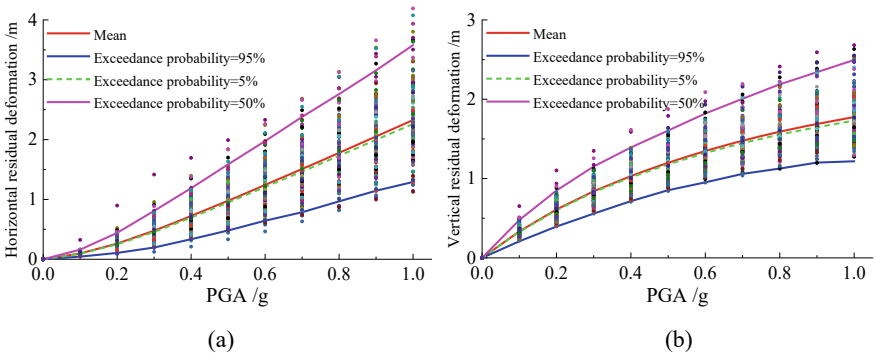 Horizontal residual deformation /m
4
3
2
1
0
Mean
Exceedance probability=95%
Exceedance probability=5%
Exceedance probability=50%
0.0 0.2 0.4 0.6 0.8 1.0
PGA /g
(a)
Vertical residual deformation /m
3
2
1
0
Mean
Exceedance probability=95%
Exceedance probability=5%
Exceedance probability=50%
0.0 0.2 0.4 0.6 0.8 1.0
PGA /g
(b)